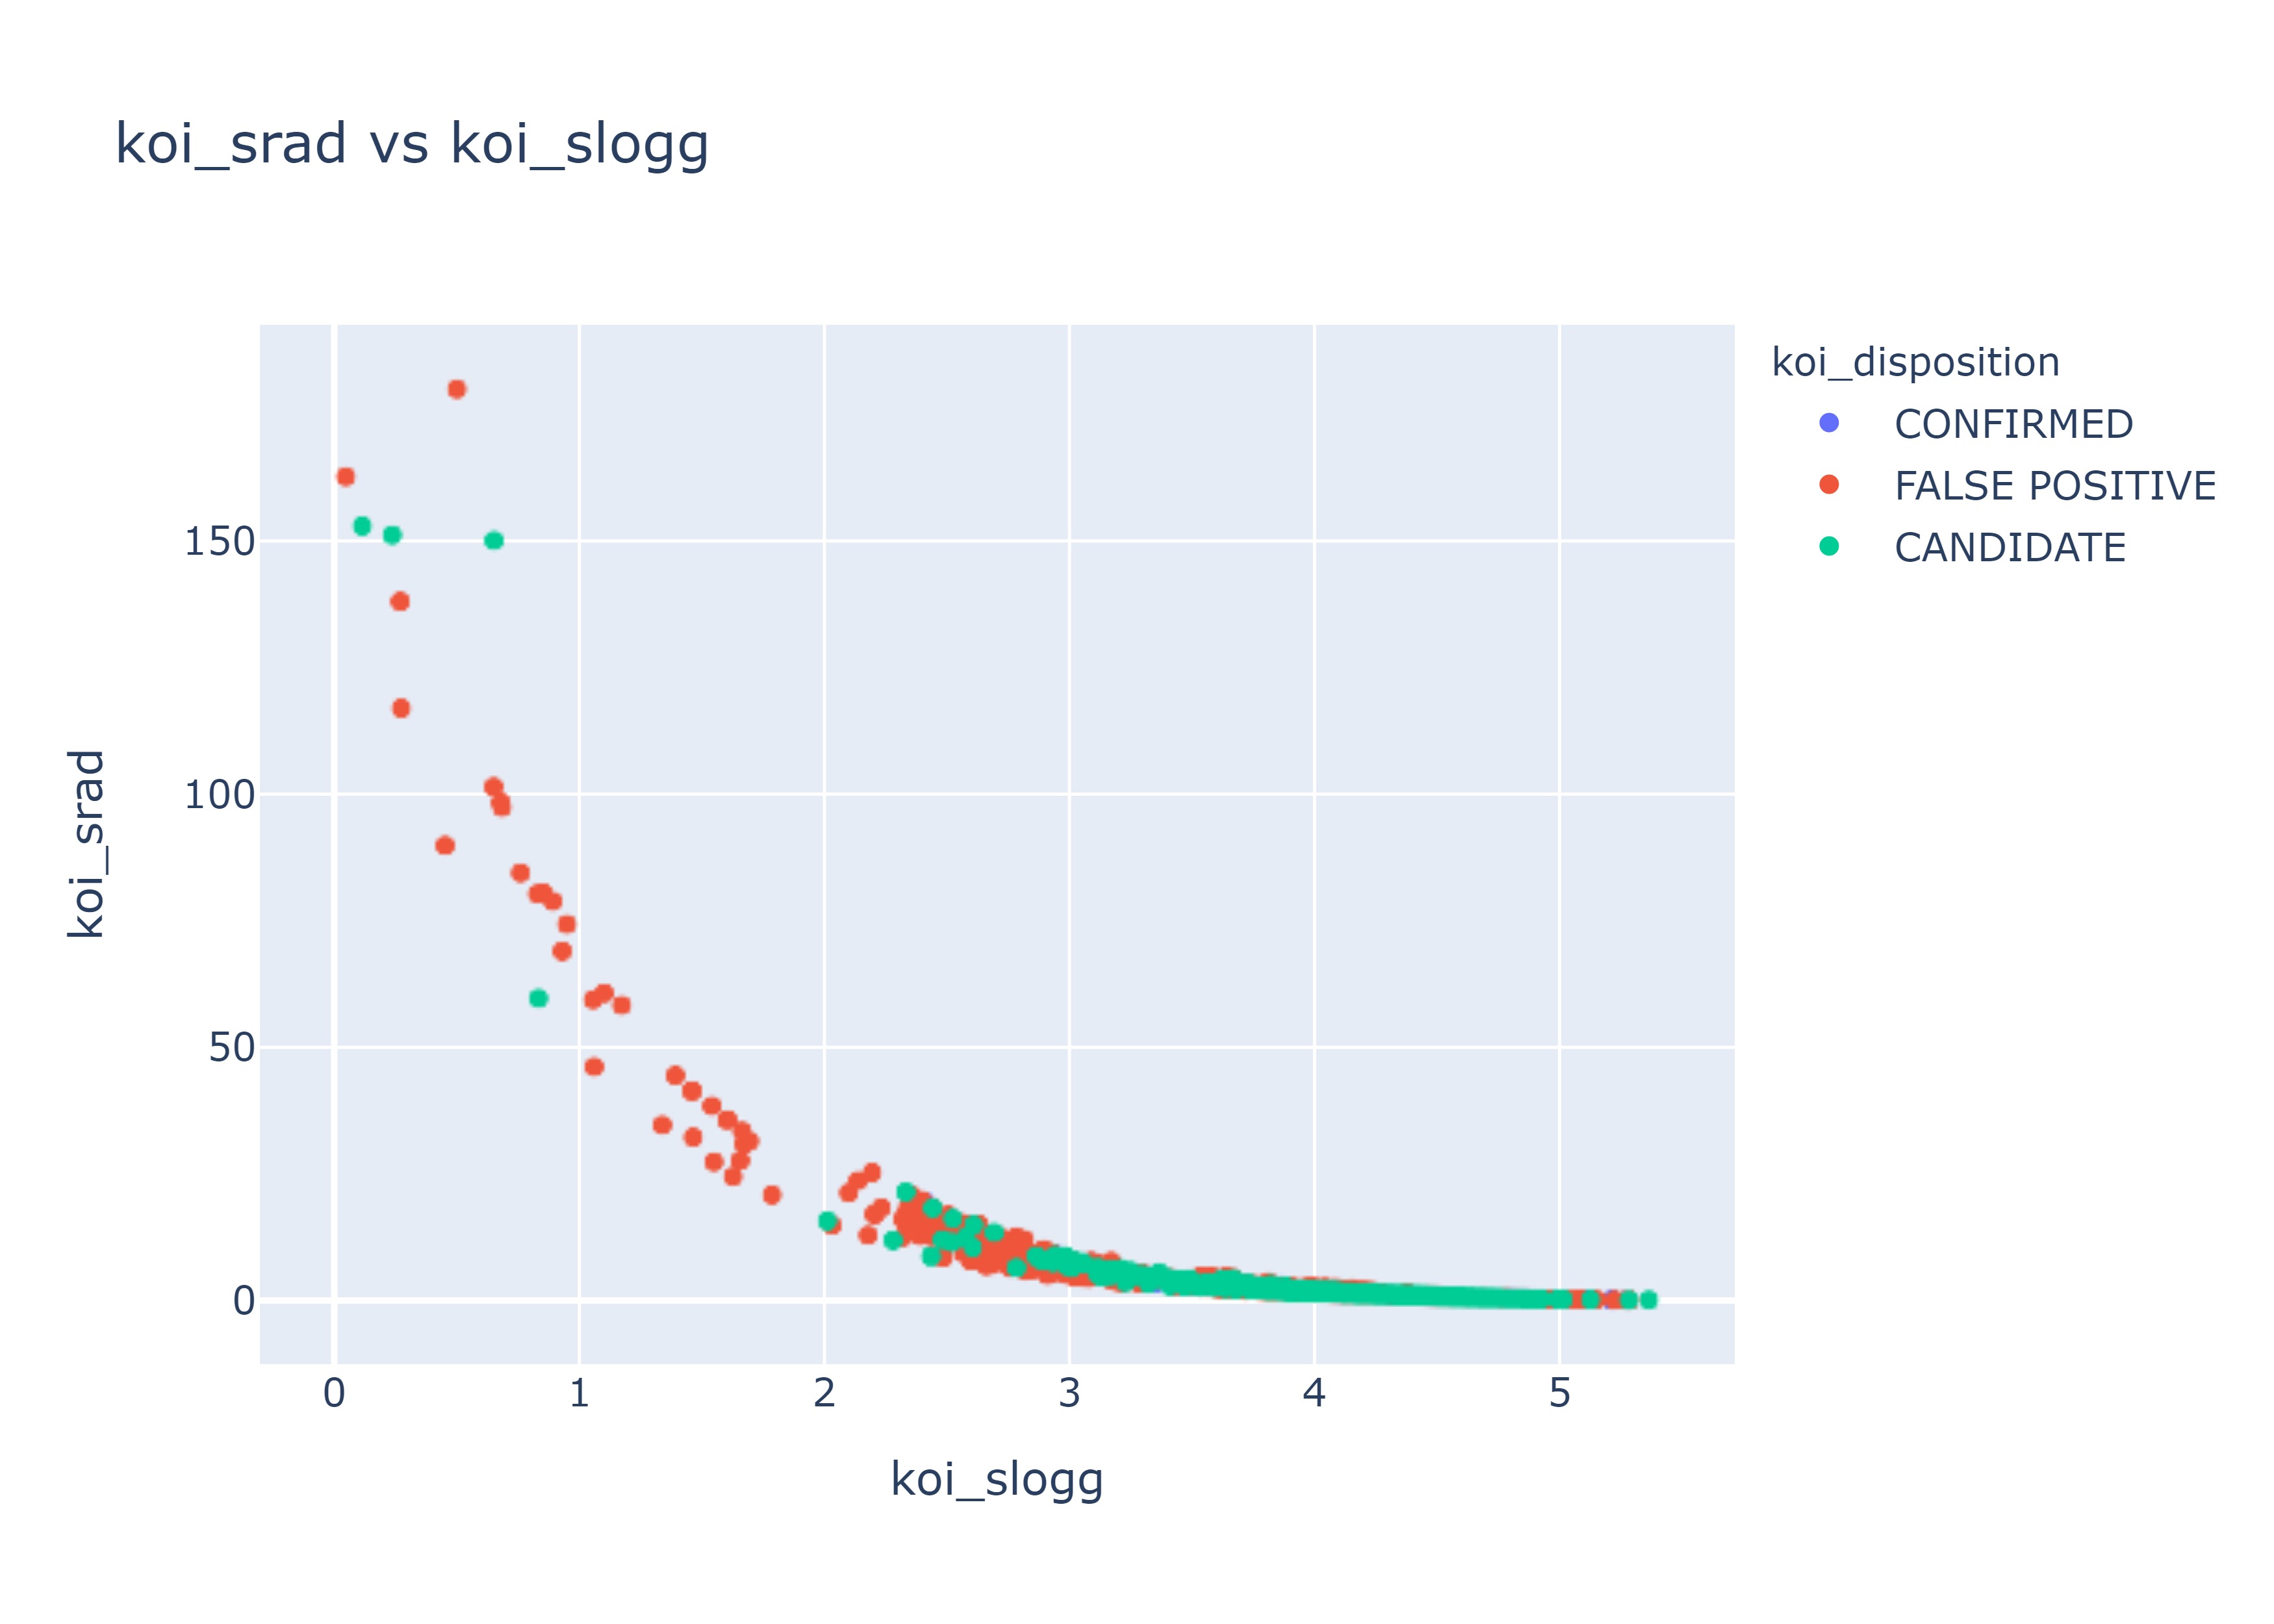 koi_srad vs koi_slogg
koi_disposition
CONFIRMED
FALSE POSITIVE
CANDIDATE
150
100
50
0
koi_srad
0 1 2 3 4 5
koi_slogg